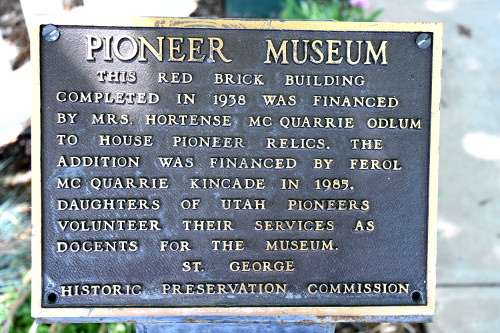 PIONEER MUSEUM
THIS RED BRICK BUILDING
COMPLETED IN 1938 WAS FINANCED
BY MRS. HORTENSE MC QUARRIE ODLUM
TO HOUSE PIONEER RELICS. THE
ADDITION WAS FINANCED BY FEROL
MC QUARRIE KINCADE IN 1985.
DAUGHTERS OF UTAH PIONEERS
VOLUNTEER THEIR SERVICES AS
DOCENTS FOR THE MUSEUM.
ST. GEORGE
HISTORIC PRESERVATION COMMISSION